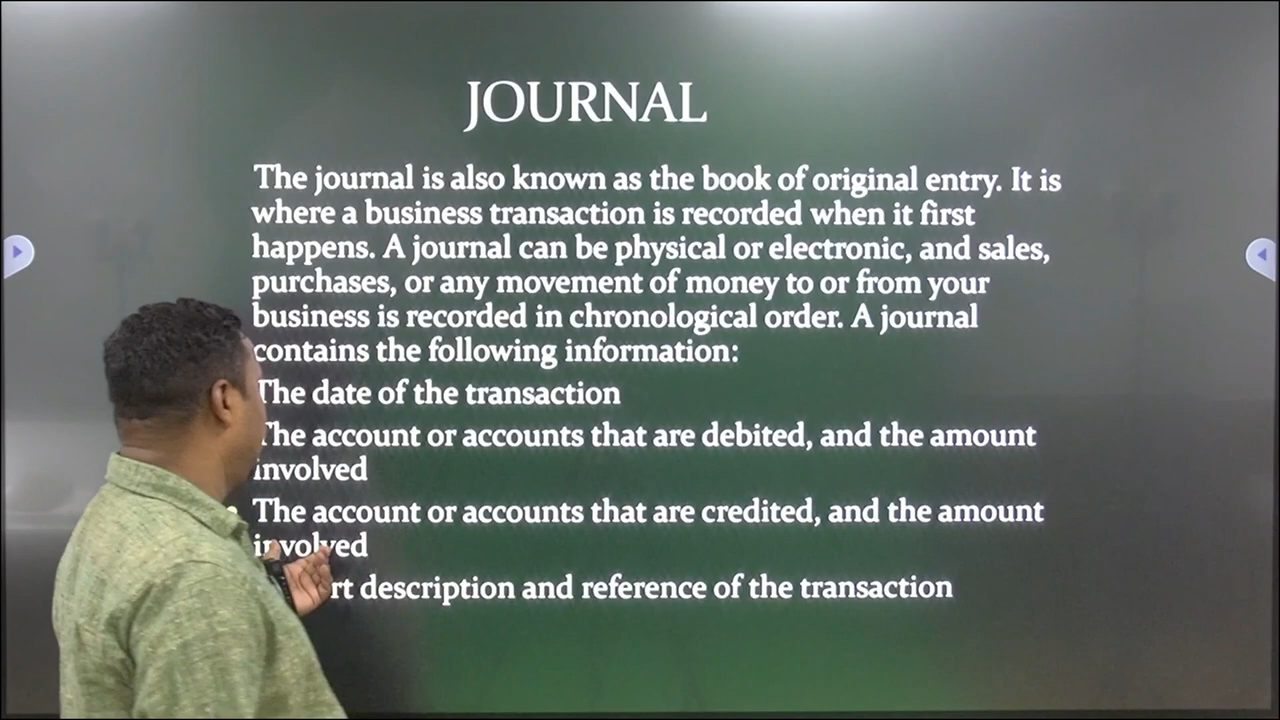 JOURNAL
The journal is also known as the book of original entry. It is
where a business transaction is recorded when it first
happens. A journal can be physical or electronic, and sales,
purchases, or any movement of money to or from your
business is recorded in chronological order. A journal
contains the following information:
The date of the transaction
The account or accounts that are debited, and the amount
involved
• The account or accounts that are credited, and the amount
involved
description and reference of the transaction